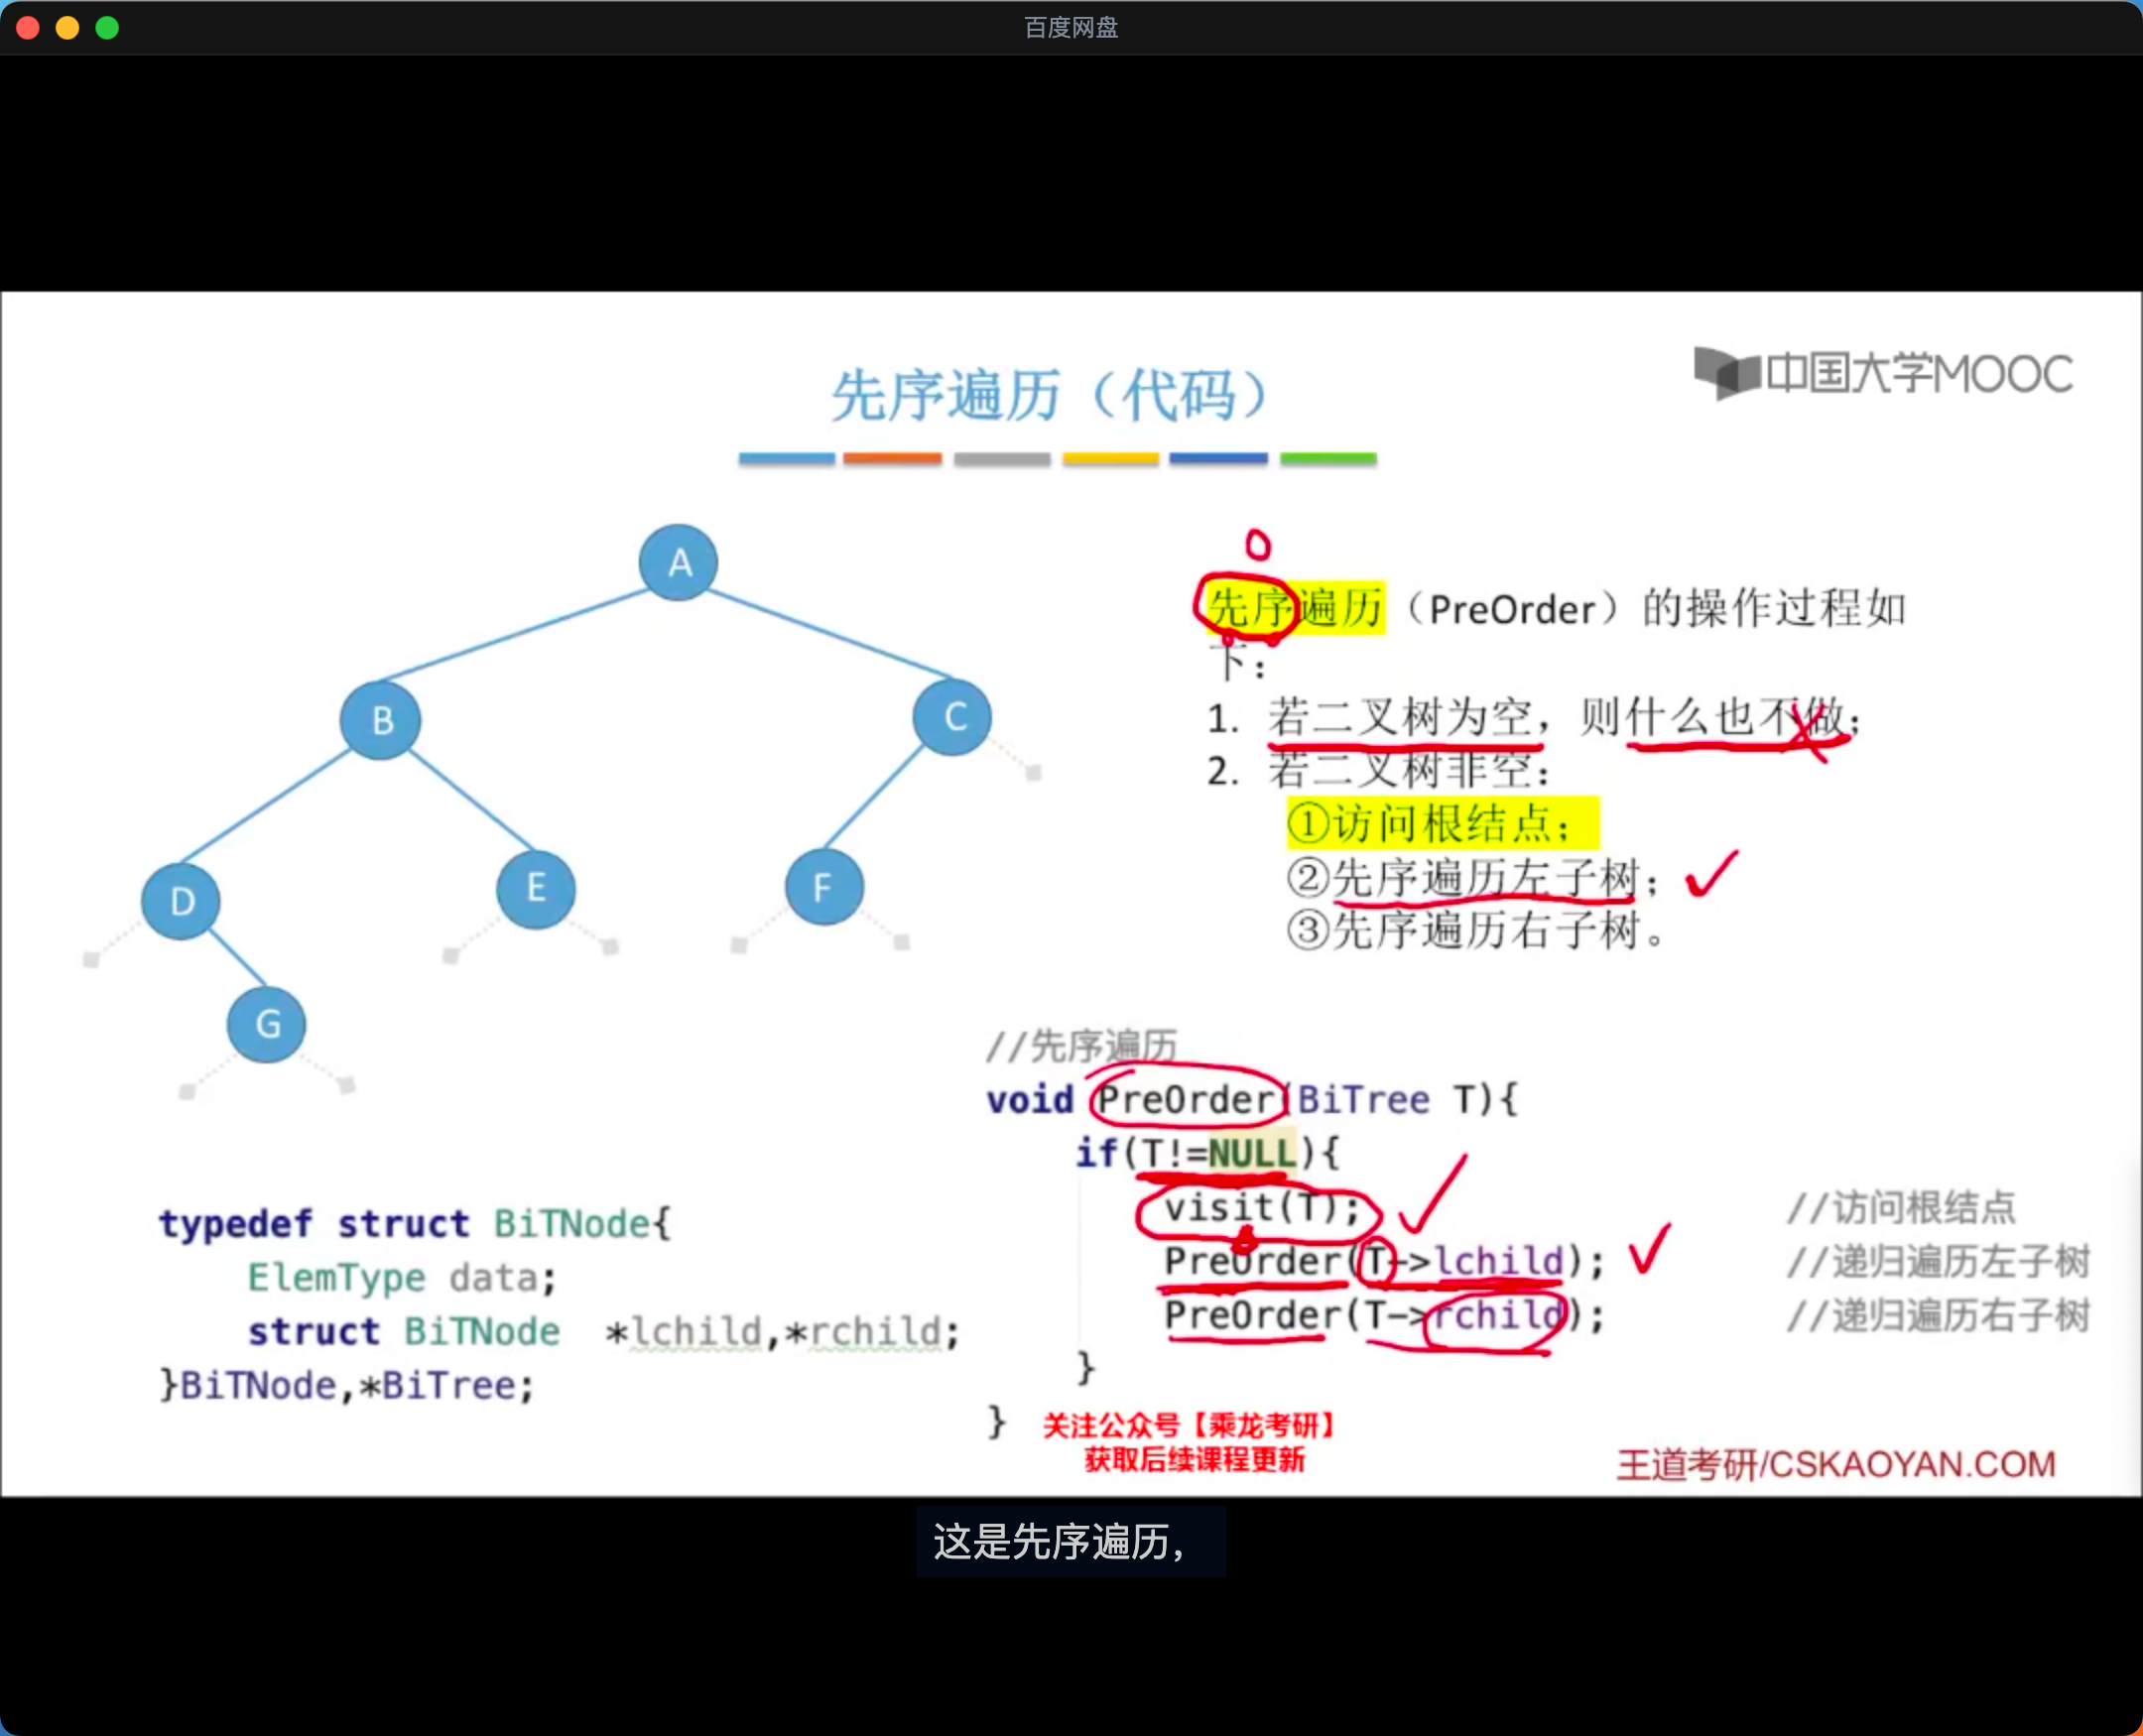 百度网盘
先序遍历（代码）
中国大学MOOC
A
B
C
D
E
F
G
先序遍历（PreOrder）的操作过程如
下：
1. 若二叉树为空，则什么也不做；
2. 若二叉树非空：
①访问根结点；
②先序遍历左子树；
③先序遍历右子树。
//先序遍历
void PreOrder(BiTree T){
if(T!=NULL){
visit(T); //访问根结点
PreOrder(T->lchild); //递归遍历左子树
PreOrder(T->rchild); //递归遍历右子树
}
}
typedef struct BiTNode{
ElemType data;
struct BiTNode *lchild,*rchild;
}BiTNode,*BiTree;
关注公众号【乘龙考研】
获取后续课程更新
王道考研/CSKAOYAN.COM
这是先序遍历，